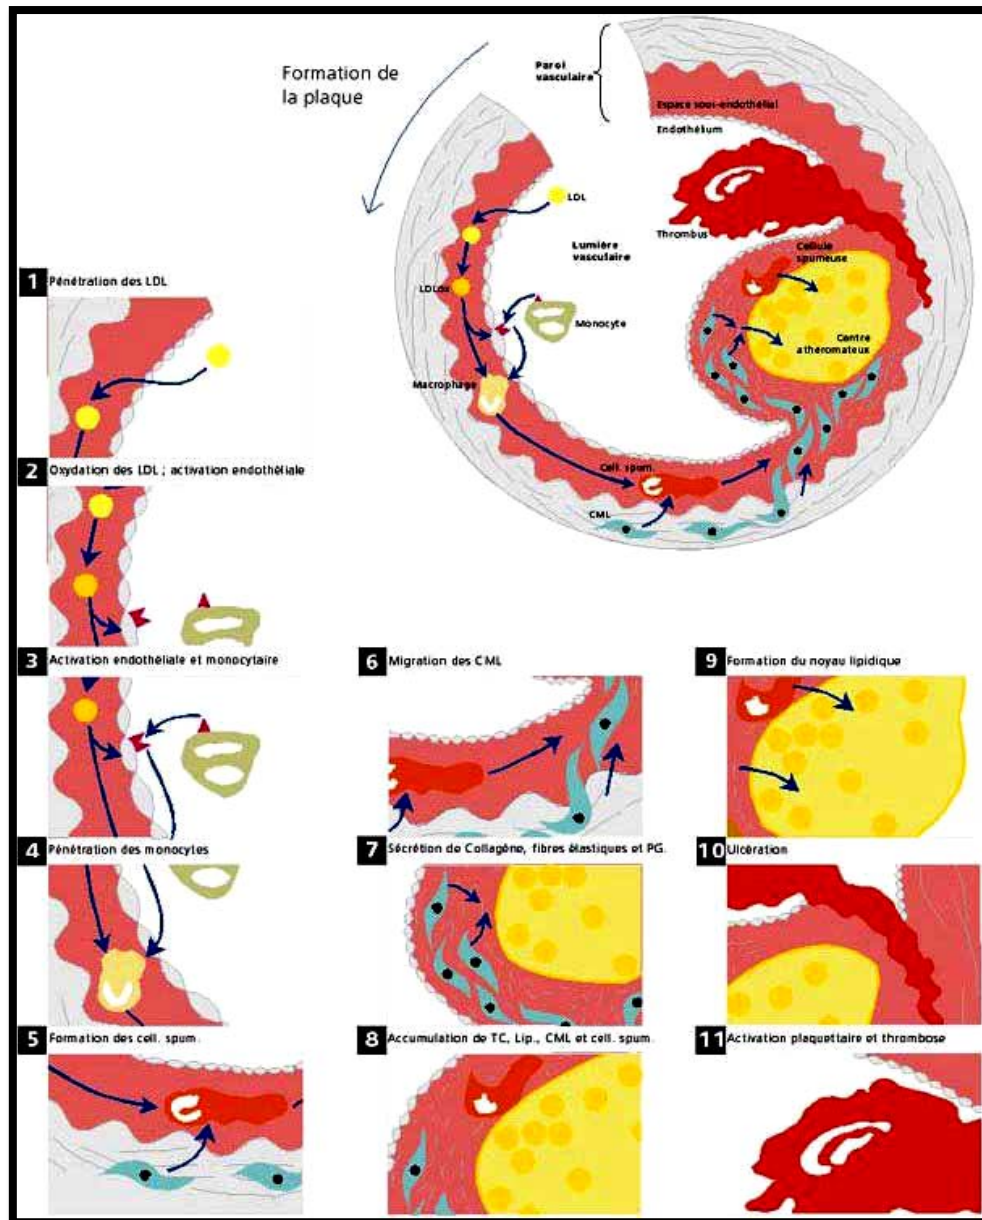 Formation de
la plaque
Paroi
vasculaire
Espace sous-endothélial
Endothélium
LDL
Thrombus
Lumière
vasculaire
Cellule
spumeuse
LDLox
Monocyte
Centre
athéromateux
Macrophage
Cell. spum.
CML
1 Pénétration des LDL
2 Oxydation des LDL ; activation endothéliale
3 Activation endothéliale et monocytaire
4 Pénétration des monocytes
5 Formation des cell. spum.
6 Migration des CML
7 Sécrétion de Collagène, fibres élastiques et PG.
8 Accumulation de TC, Lip., CML et cell. spum.
9 Formation du noyau lipidique
10 Ulcération
11 Activation plaquettaire et thrombose